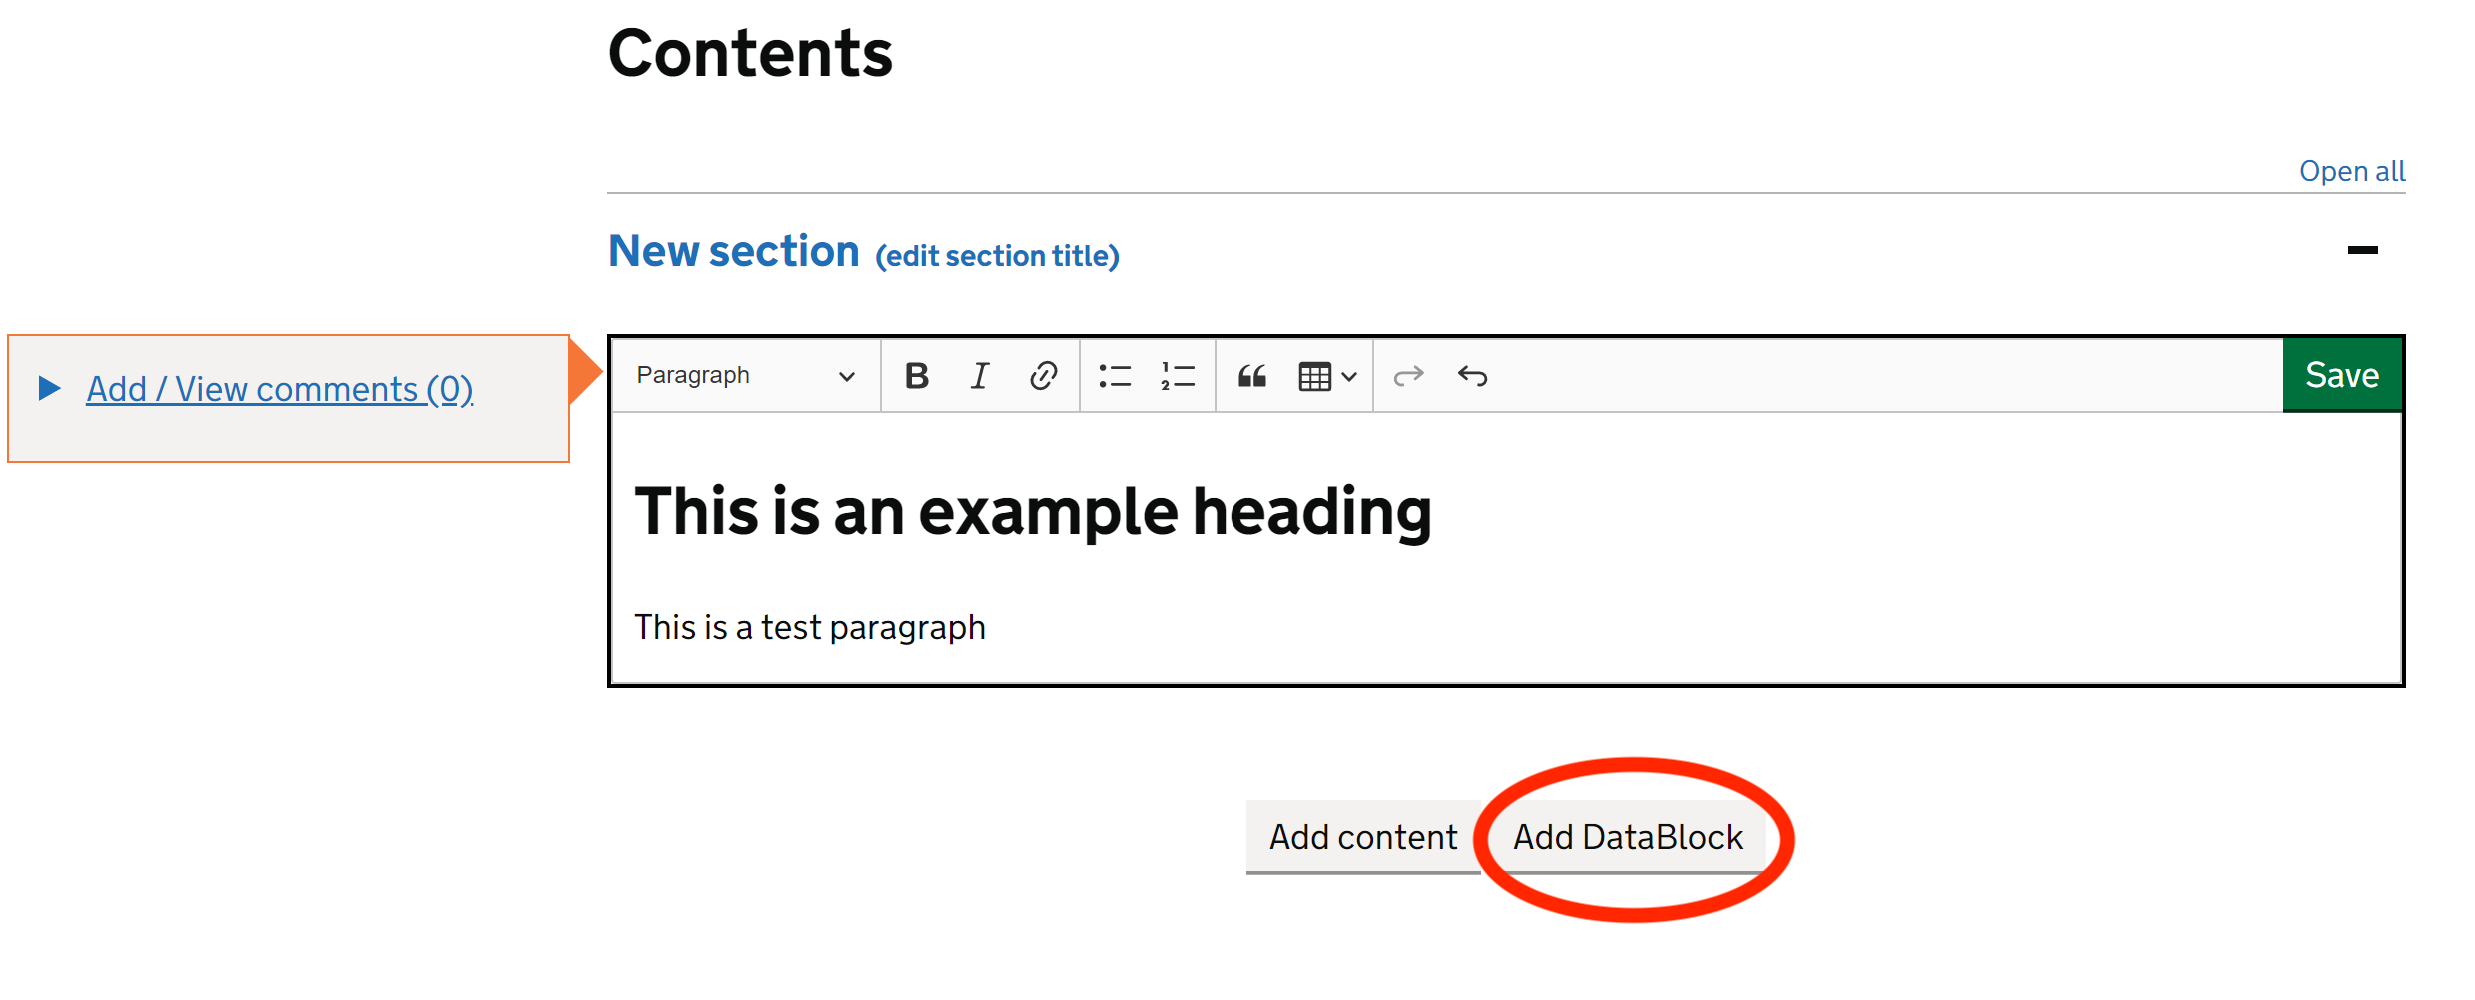 Contents
Open all
New section (edit section title)
Add / View comments (0)
Paragraph
Save
This is an example heading
This is a test paragraph
Add content
Add DataBlock